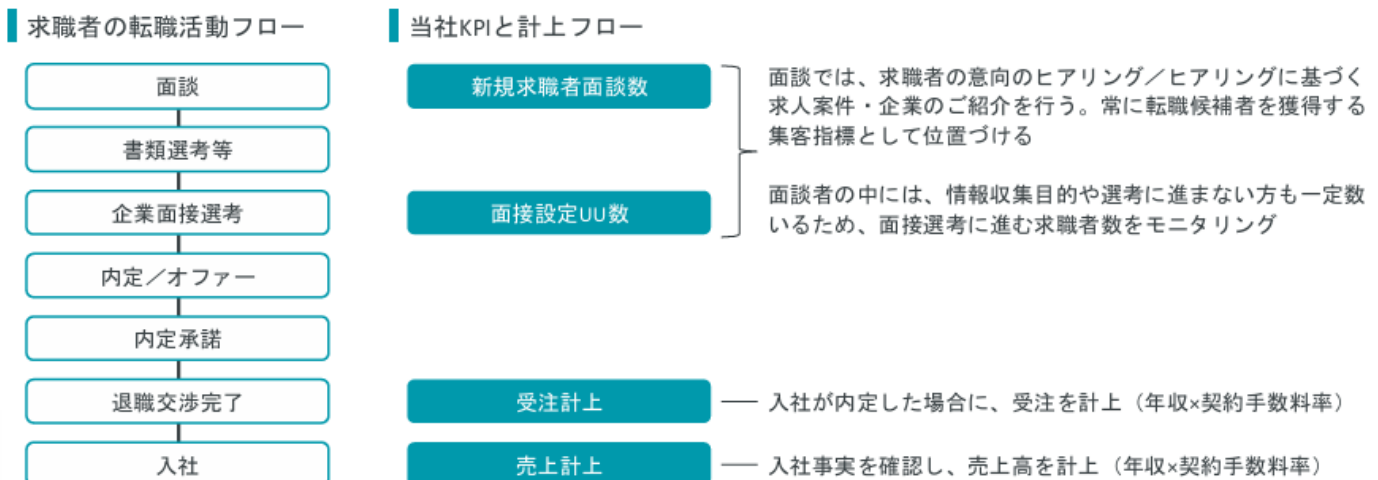 求職者の転職活動フロー
面談
書類選考等
企業面接選考
内定／オファー
内定承諾
退職交渉完了
入社
当社KPIと計上フロー
新規求職者面談数
面談では、求職者の意向のヒアリング／ヒアリングに基づく
求人案件・企業のご紹介を行う。常に転職候補者を獲得する
集客指標として位置づける
面接設定UU数
面談者の中には、情報収集目的や選考に進まない方も一定数
いるため、面接選考に進む求職者数をモニタリング
受注計上
入社が内定した場合に、受注を計上（年収×契約手数料率）
売上計上
入社事実を確認し、売上高を計上（年収×契約手数料率）